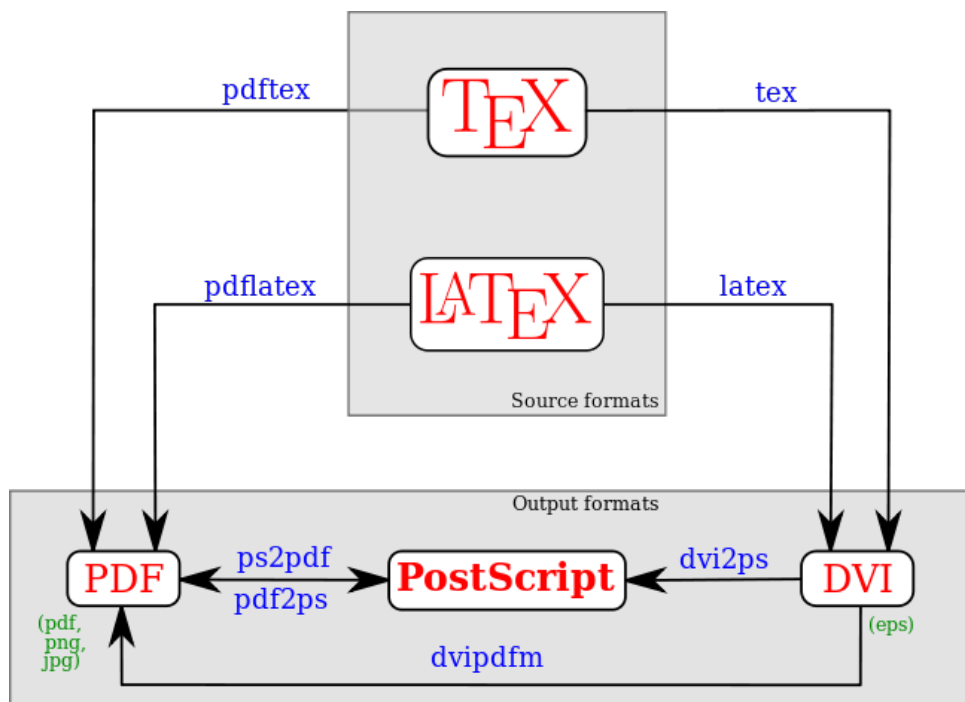 pdftex
TEX
tex
pdflatex
LATEX
latex
Source formats
Output formats
PDF
ps2pdf
pdf2ps
PostScript
dvi2ps
DVI
(pdf,
png,
jpg)
(eps)
dvipdfm